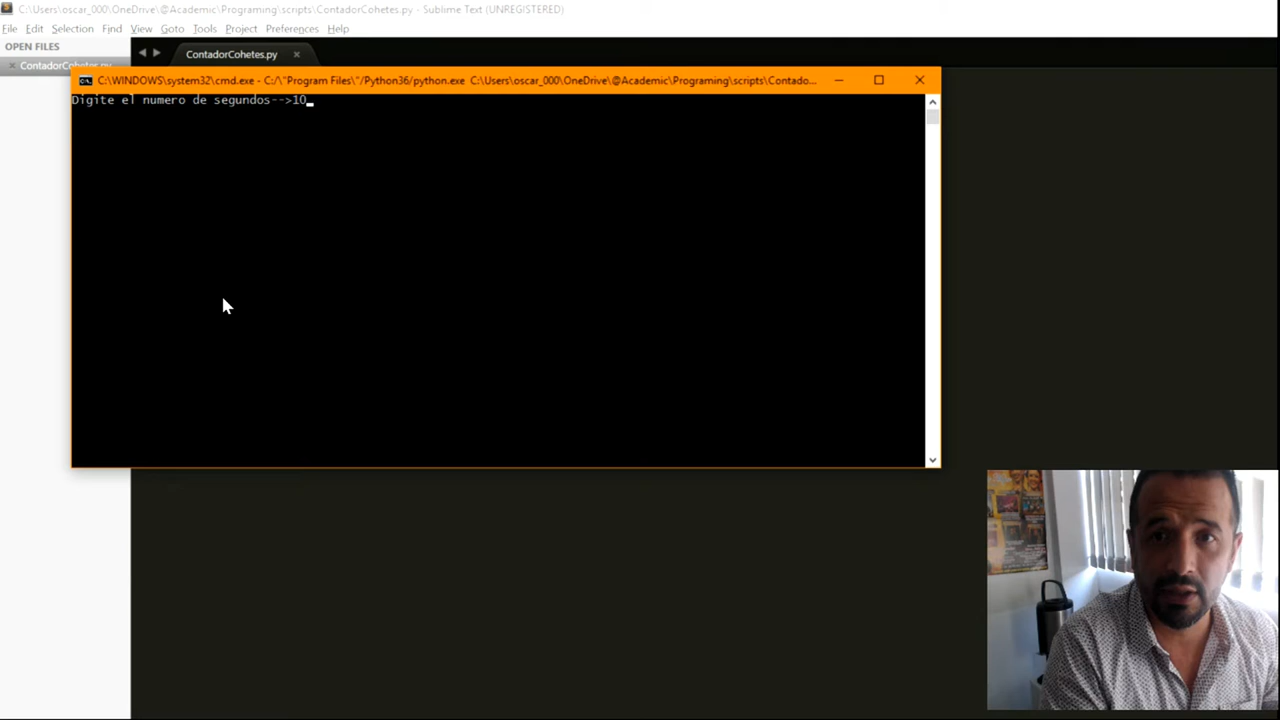 C:\Users\oscar_000\OneDrive\@Academic\Programing\scripts\ContadorCohetes.py - Sublime Text (UNREGISTERED)
File Edit Selection Find View Goto Tools Project Preferences Help
OPEN FILES
ContadorCohetes.py
ContadorCohetes.py
C:\WINDOWS\system32\cmd.exe - C:/\"Program Files\"/Python36/python.exe C:\Users\oscar_000\OneDrive\@Academic\Programing\scripts\Contado...
Digite el numero de segundos-->10